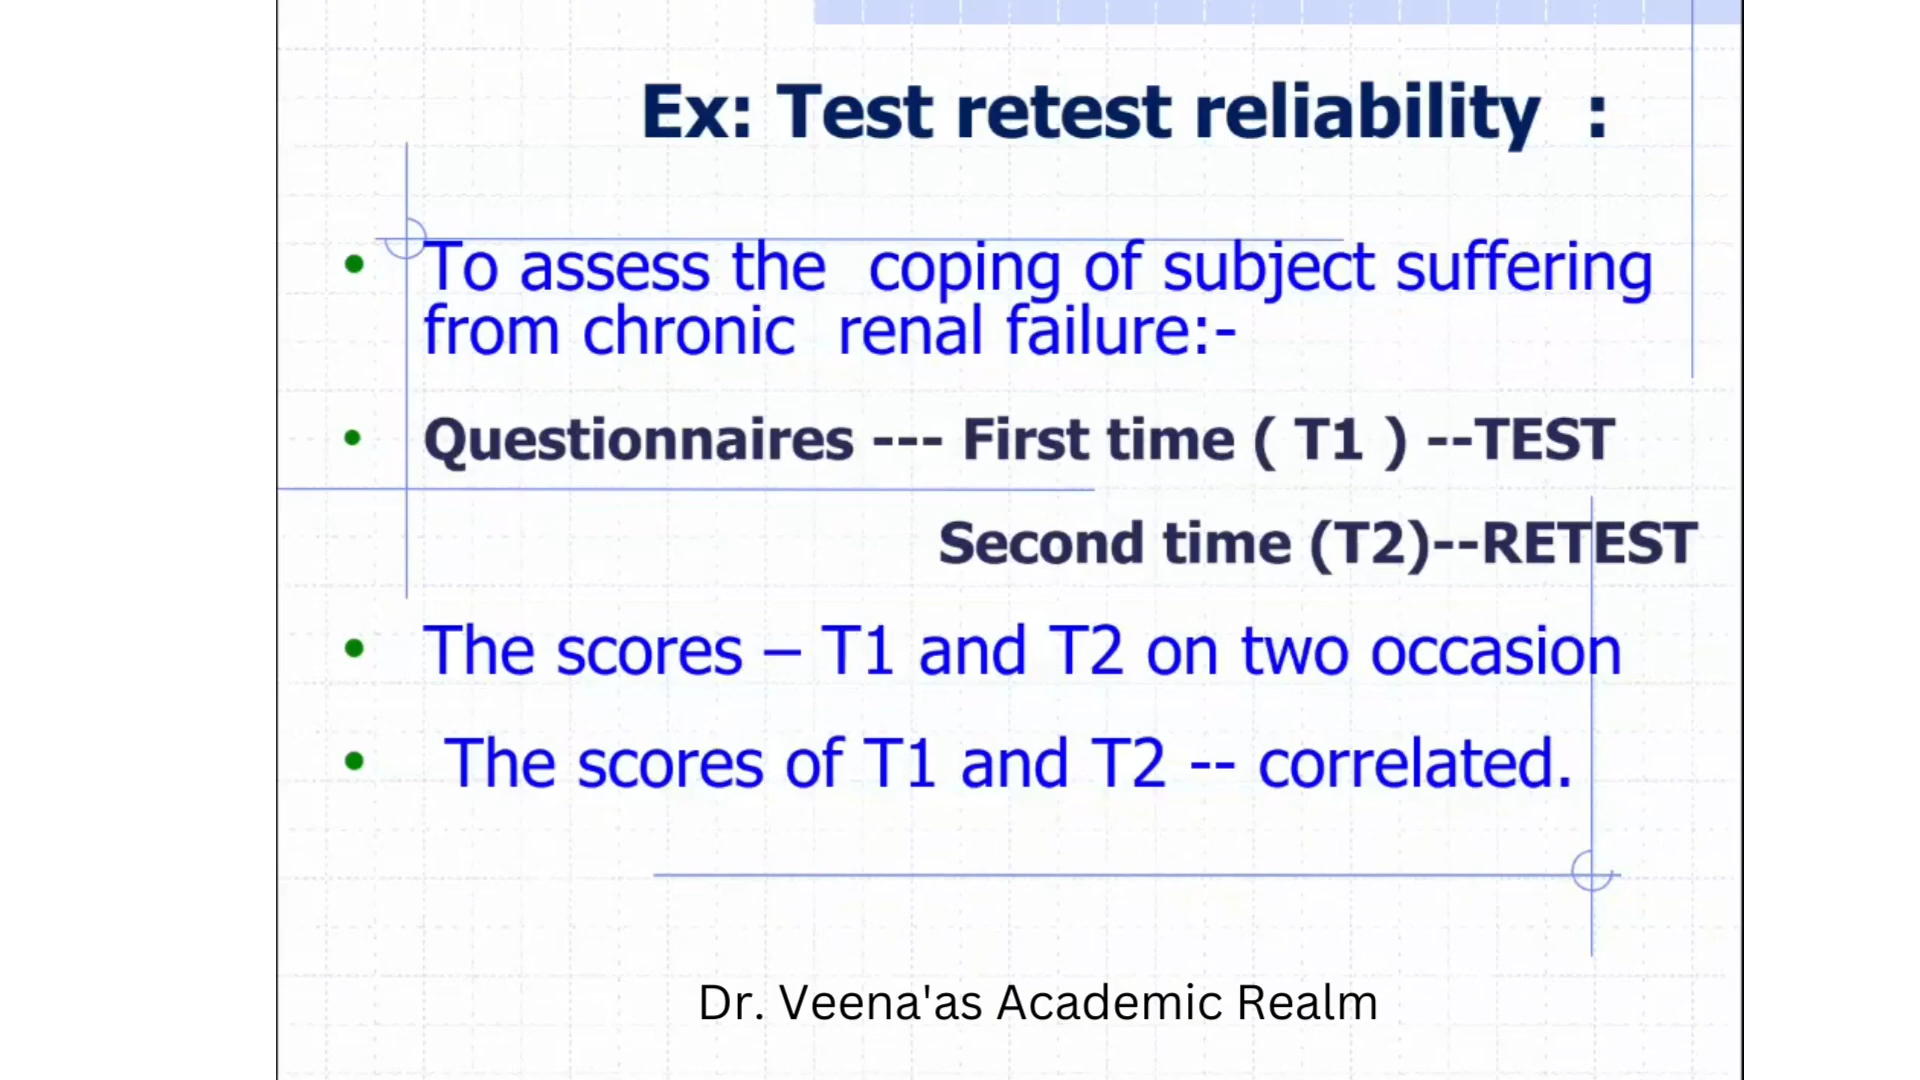 Ex: Test retest reliability :
• To assess the coping of subject suffering
from chronic renal failure:-
• Questionnaires --- First time ( T1 ) --TEST
Second time (T2)--RETEST
• The scores – T1 and T2 on two occasion
• The scores of T1 and T2 -- correlated.
Dr. Veena'as Academic Realm